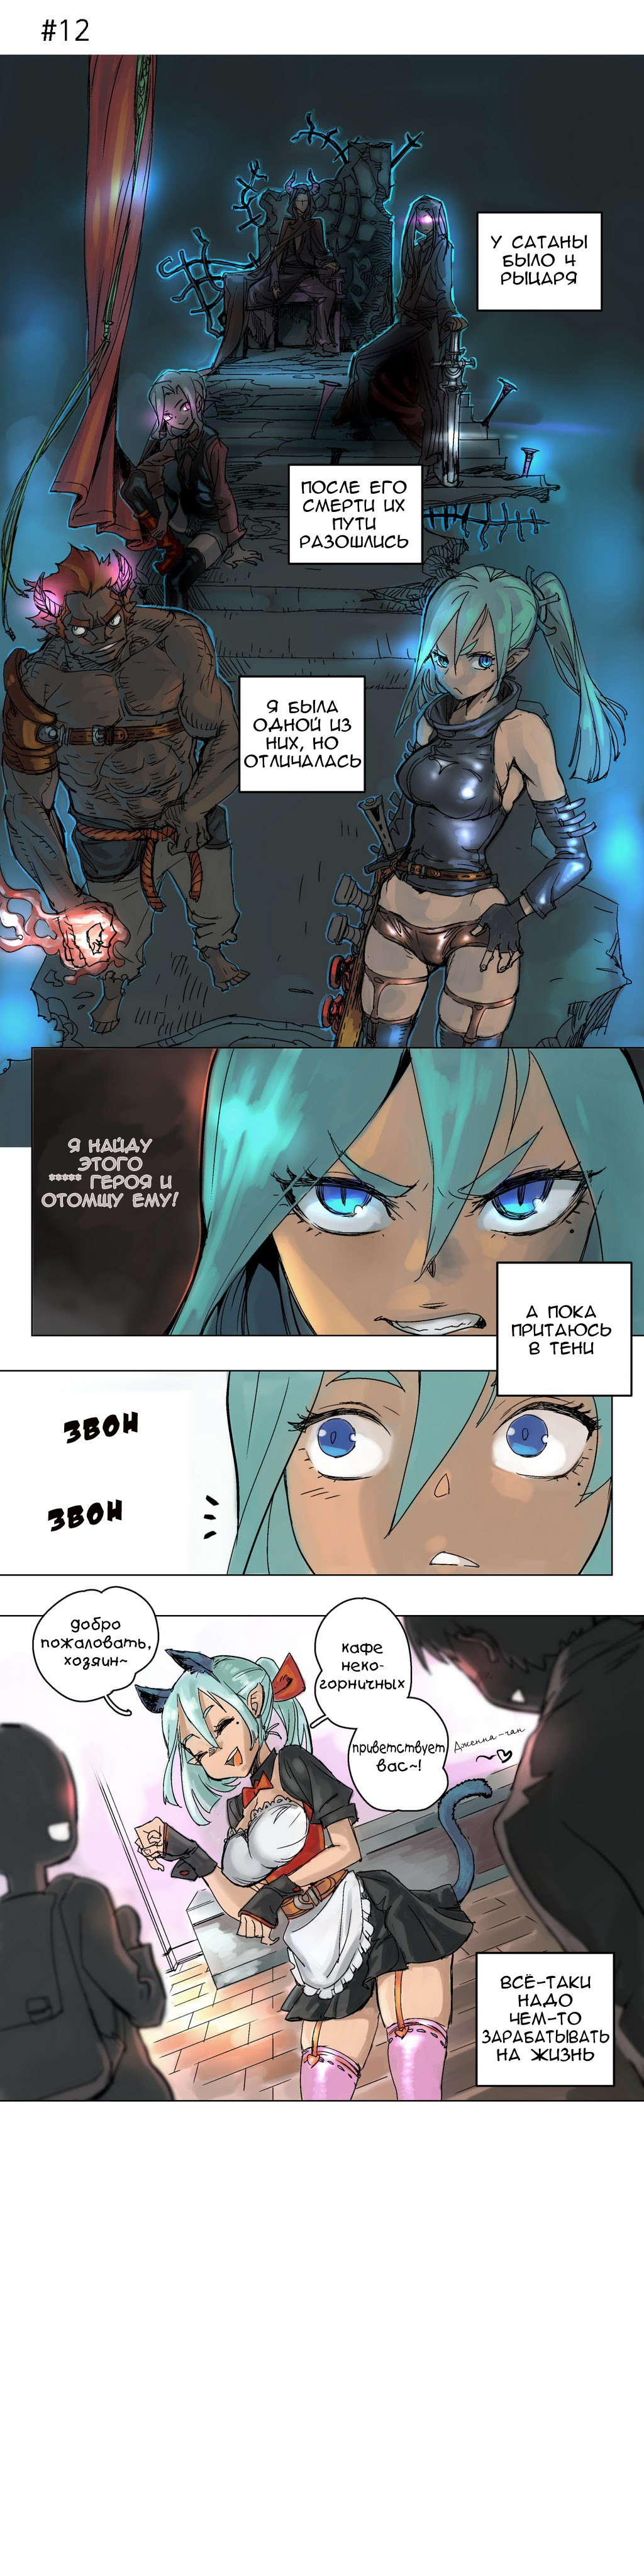 #12
У САТАНЫ
БЫЛО 4
РЫЦАРЯ
ПОСЛЕ ЕГО
СМЕРТИ ИХ
ПУТИ
РАЗОШЛИСЬ
Я БЫЛА
ОДНОЙ ИЗ
НИХ, НО
ОТЛИЧАЛАСЬ
Я НАЙДУ
ЭТОГО
***** ГЕРОЯ И
ОТОМЩУ ЕМУ!
А ПОКА
ПРИТАЮСЬ
В ТЕНИ
ЗВОН
ЗВОН
добро
пожаловать,
хозяин~
кафе
неко-
горничных
приветствует
вас~!
Дженна-чан
~♡
ВСЁ-ТАКИ
НАДО
ЧЕМ-ТО
ЗАРАБАТЫВАТЬ
НА ЖИЗНЬ